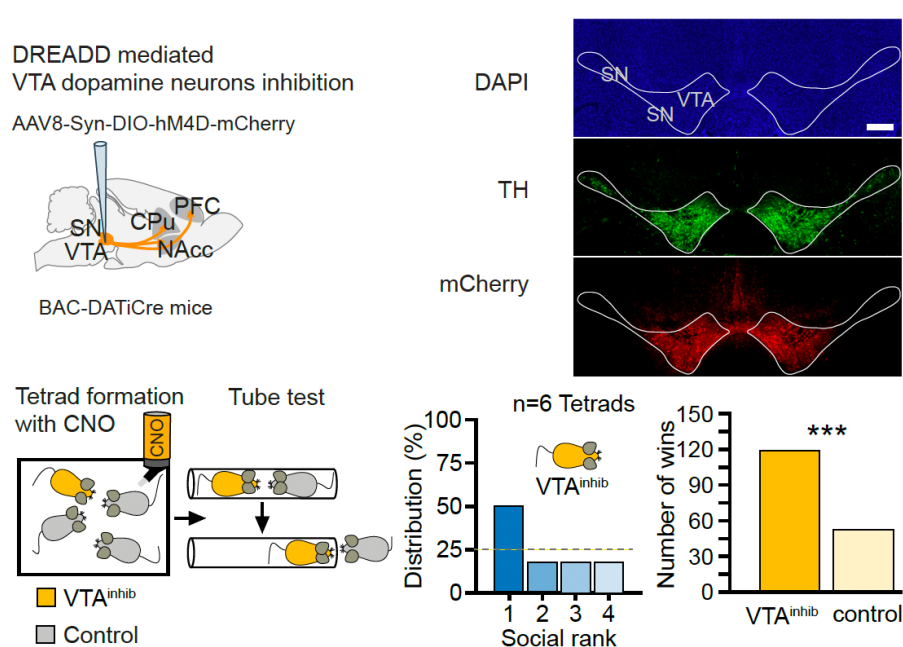 DREADD mediated
VTA dopamine neurons inhibition
AAV8-Syn-DIO-hM4D-mCherry
SN
VTA
CPu
PFC
NAcc
BAC-DATiCre mice
DAPI
SN
VTA
SN
TH
mCherry
Tetrad formation
with CNO
CNO
Tube test
VTAinhib
Control
n=6 Tetrads
VTAinhib
Distribution (%)
100
75
50
25
0
1 2 3 4
Social rank
***
Number of wins
150
120
90
60
30
0
VTAinhib control